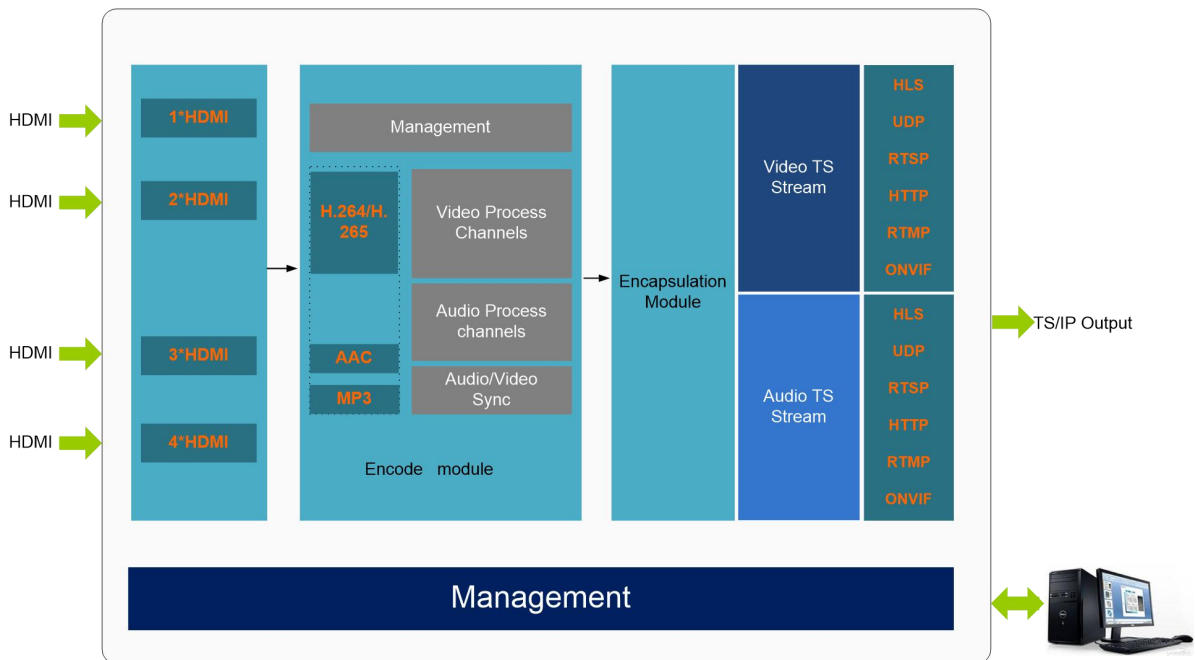 HDMI
HDMI
HDMI
HDMI
1*HDMI
2*HDMI
3*HDMI
4*HDMI
Management
H.264/H.
265
Video Process
Channels
Audio Process
channels
AAC
MP3
Audio/Video
Sync
Encode module
Encapsulation
Module
Video TS
Stream
HLS
UDP
RTSP
HTTP
RTMP
ONVIF
Audio TS
Stream
HLS
UDP
RTSP
HTTP
RTMP
ONVIF
TS/IP Output
Management